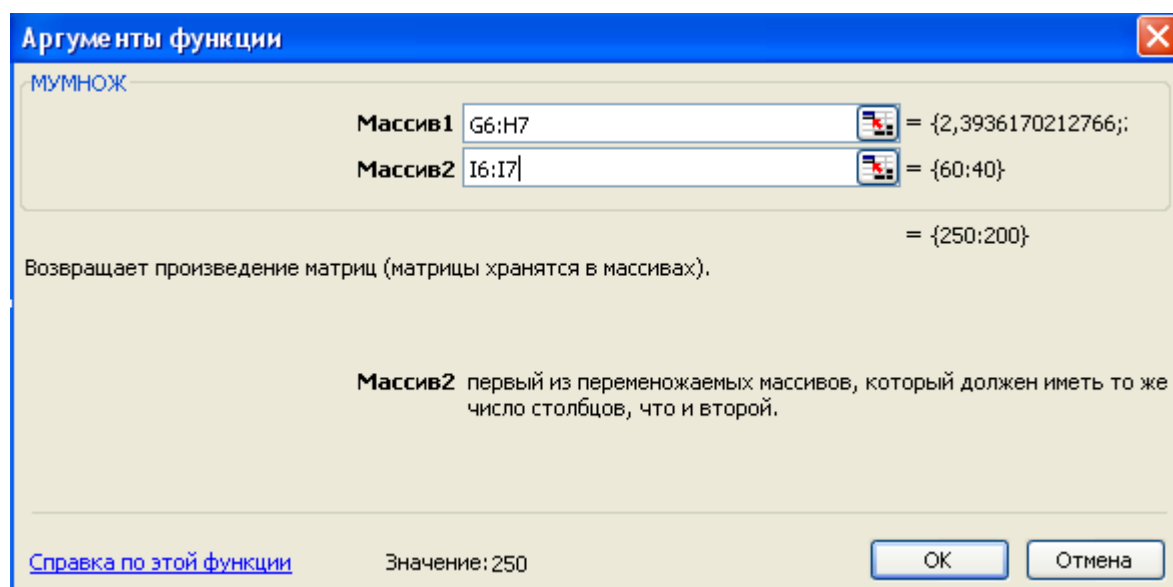 Аргументы функции
МУМНОЖ
Массив1 G6:H7 = {2,3936170212766;:
Массив2 I6:I7 = {60:40}
= {250:200}
Возвращает произведение матриц (матрицы хранятся в массивах).
Массив2 первый из перемножаемых массивов, который должен иметь то же
число столбцов, что и второй.
Справка по этой функции Значение: 250 OK Отмена